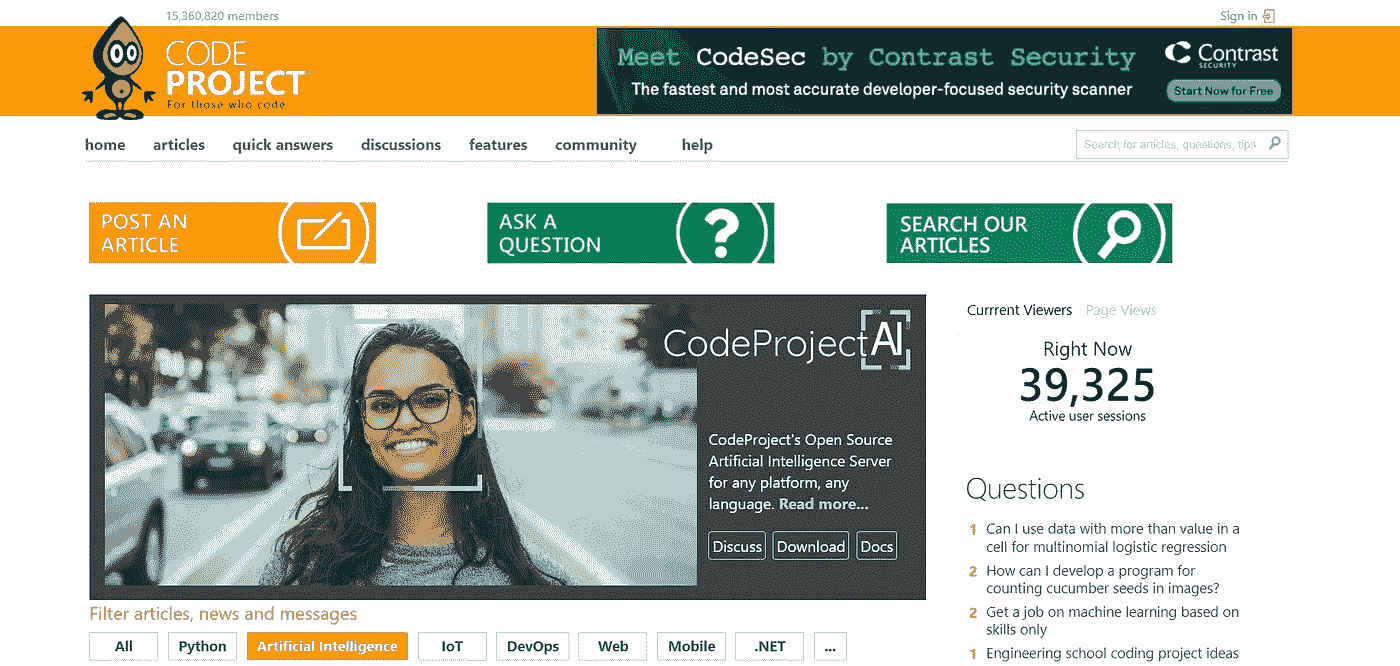 15,360,820 members
Sign in
CODE
PROJECT
For those who code
Meet CodeSec by Contrast Security
The fastest and most accurate developer-focused security scanner
Contrast
SECURITY
Start Now for Free
home articles quick answers discussions features community help
Search for articles, questions, tips
POST AN
ARTICLE
ASK A
QUESTION
SEARCH OUR
ARTICLES
CodeProject AI
CodeProject's Open Source
Artificial Intelligence Server
for any platform, any
language. Read more...
Discuss Download Docs
Currrent Viewers Page Views
Right Now
39,325
Active user sessions
Questions
1 Can I use data with more than value in a
cell for multinomial logistic regression
2 How can I develop a program for
counting cucumber seeds in images?
2 Get a job on machine learning based on
skills only
1 Engineering school coding project ideas
Filter articles, news and messages
All Python Artificial Intelligence IoT DevOps Web Mobile .NET ...